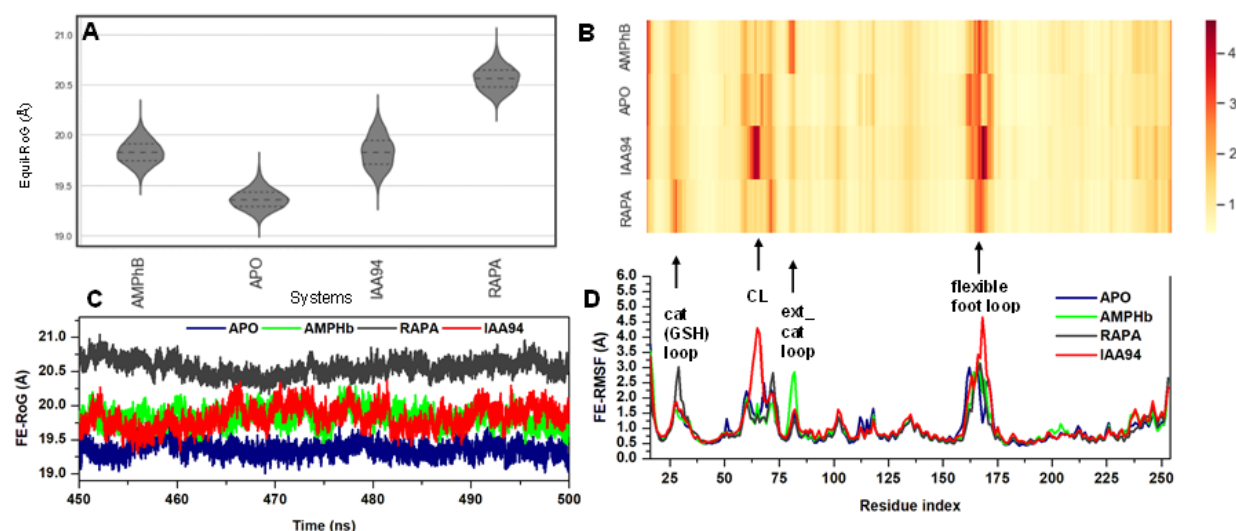 A
21.0
20.5
20.0
19.5
19.0
Equil-RoG (Å)
AMPhB
APO
IAA94
RAPA
Systems
B
AMPhB
APO
IAA94
RAPA
4
3
2
1
C
APO AMPHb RAPA IAA94
21.0
20.5
20.0
19.5
19.0
FE-RoG (Å)
450 460 470 480 490 500
Time (ns)
D
cat
(GSH)
loop
CL
ext_
cat
loop
flexible
foot loop
APO
AMPHb
RAPA
IAA94
6.0
5.5
5.0
4.5
4.0
3.5
3.0
2.5
2.0
1.5
1.0
0.5
0.0
FE-RMSF (Å)
25 50 75 100 125 150 175 200 225 250
Residue index